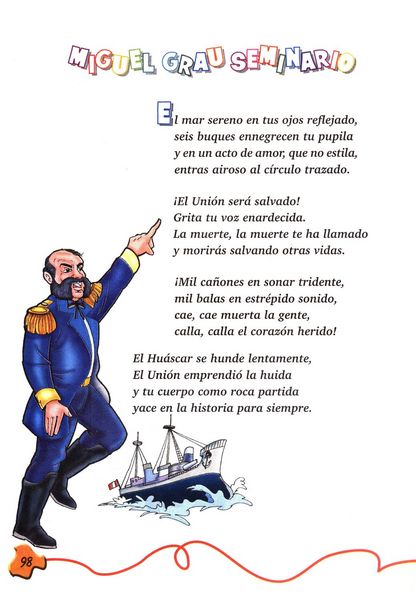 MIGUEL GRAU SEMINARIO
El mar sereno en tus ojos reflejado,
seis buques ennegrecen tu pupila
y en un acto de amor, que no estila,
entras airoso al círculo trazado.
¡El Unión será salvado!
Grita tu voz enardecida.
La muerte, la muerte te ha llamado
y morirás salvando otras vidas.
¡Mil cañones en sonar tridente,
mil balas en estrépido sonido,
cae, cae muerta la gente,
calla, calla el corazón herido!
El Huáscar se hunde lentamente,
El Unión emprendió la huida
y tu cuerpo como roca partida
yace en la historia para siempre.
98